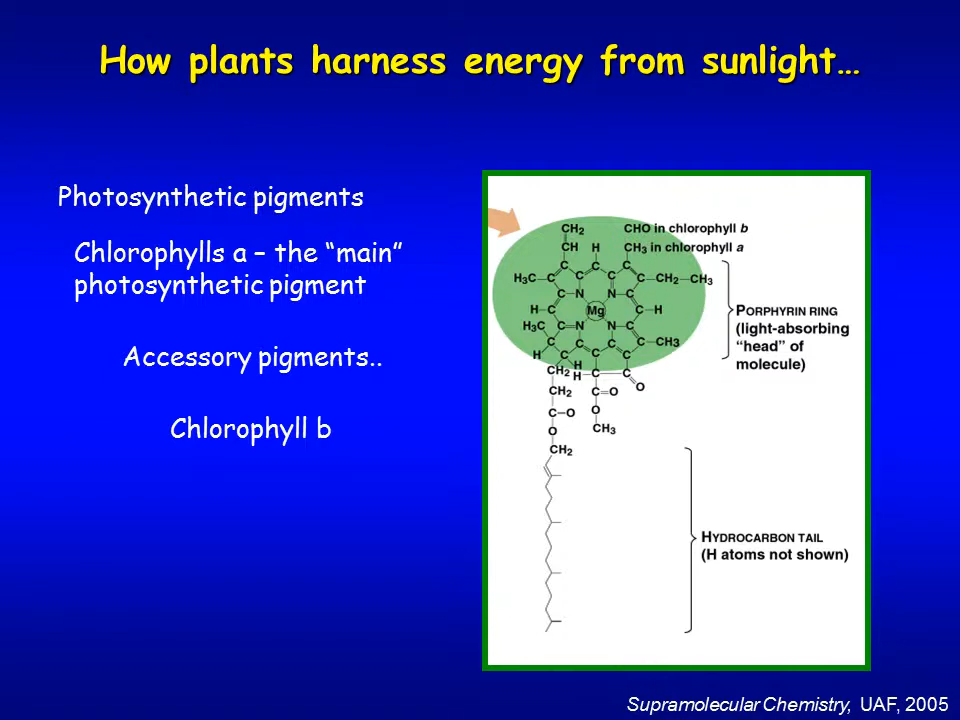 How plants harness energy from sunlight…
Photosynthetic pigments
Chlorophylls a – the “main”
photosynthetic pigment
Accessory pigments..
Chlorophyll b
CH2 CHO in chlorophyll b
CH H CH3 in chlorophyll a
C C C C
H3C—C C C C—CH2—CH3
N N
H—C Mg C—H
H3C C=N N—C
C C C C—CH3
H C C C
CH2 H C—C
CH2 C=O O
C–O O
O CH3
CH2
PORPHYRIN RING
(light-absorbing
“head” of
molecule)
HYDROCARBON TAIL
(H atoms not shown)
Supramolecular Chemistry, UAF, 2005